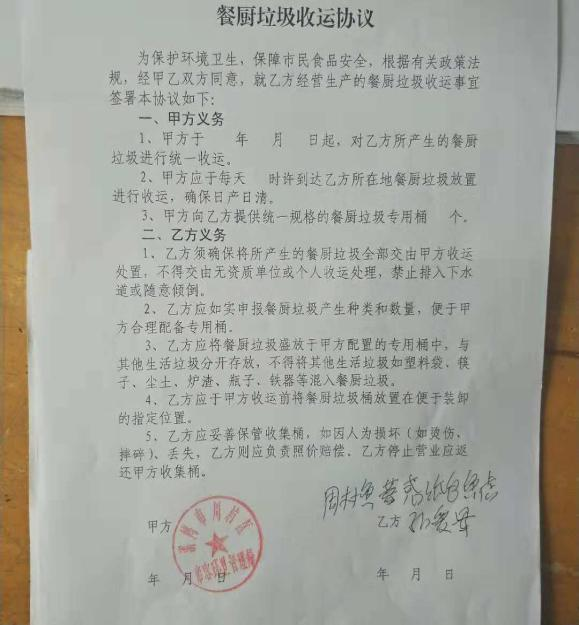 餐厨垃圾收运协议
为保护环境卫生、保障市民食品安全，根据有关政策法
规，经甲乙双方同意，就乙方经营生产的餐厨垃圾收运事宜
签署本协议如下：
一、甲方义务
1、甲方于 年 月 日起，对乙方所产生的餐厨
垃圾进行统一收运。
2、甲方应于每天 时许到达乙方所在地餐厨垃圾放置
进行收运，确保日产日清。
3、甲方向乙方提供统一规格的餐厨垃圾专用桶 个。
二、乙方义务
1、乙方须确保将所产生的餐厨垃圾全部交由甲方收运
处置，不得交由无资质单位或个人收运处理，禁止排入下水
道或随意倾倒。
2、乙方应如实申报餐厨垃圾产生种类和数量，便于甲
方合理配备专用桶。
3、乙方应将餐厨垃圾盛放于甲方配置的专用桶中，与
其他生活垃圾分开存放，不得将其他生活垃圾如塑料袋、筷
子、尘土、炉渣、瓶子、铁器等混入餐厨垃圾。
4、乙方应于甲方收运前将餐厨垃圾桶放置在便于装卸
的指定位置。
5、乙方应妥善保管收集桶，如因人为损坏（如烫伤、
摔碎）、丢失，乙方则应负责照价赔偿。乙方停止营业应返
还甲方收集桶。
甲方
乙方
年 月 日
年 月 日